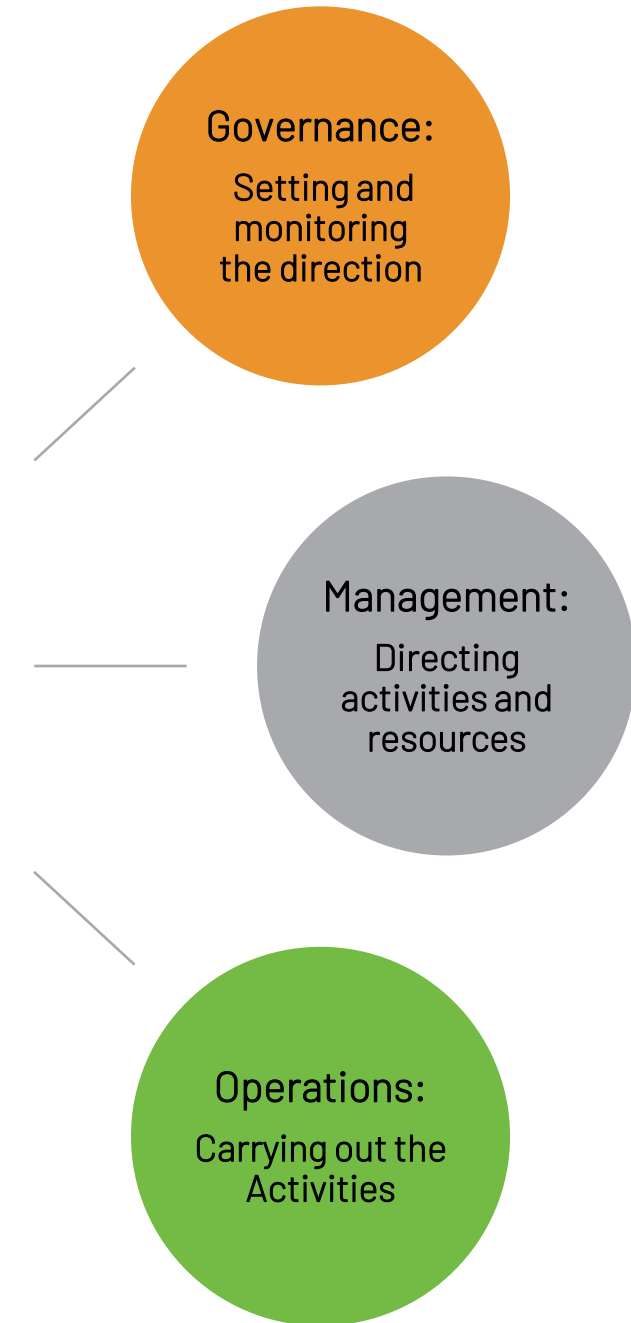 Governance:
Setting and
monitoring
the direction
Management:
Directing
activities and
resources
Operations:
Carrying out the
Activities